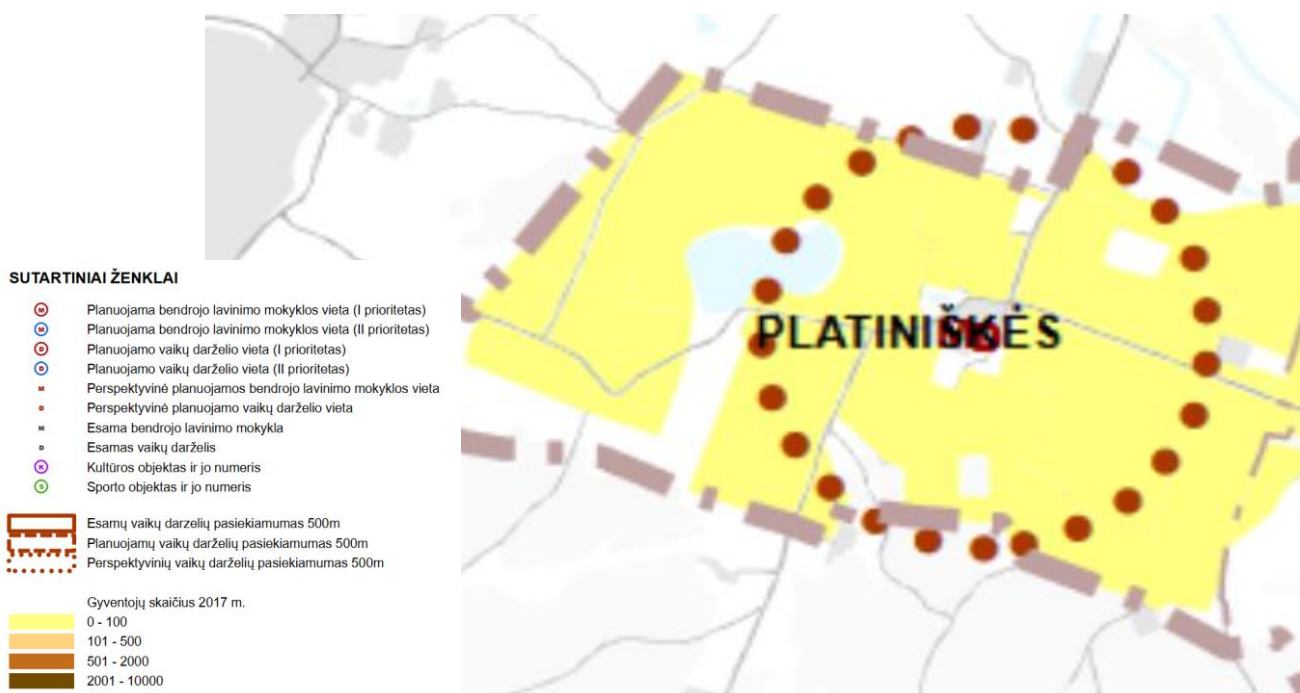 PLATINIŠKĖS
SUTARTINIAI ŽENKLAI
M Planuojama bendrojo lavinimo mokyklos vieta (I prioritetas)
M Planuojama bendrojo lavinimo mokyklos vieta (II prioritetas)
D Planuojamo vaikų darželio vieta (I prioritetas)
D Planuojamo vaikų darželio vieta (II prioritetas)
M Perspektyvinė planuojamos bendrojo lavinimo mokyklos vieta
D Perspektyvinė planuojamo vaikų darželio vieta
M Esama bendrojo lavinimo mokykla
D Esamas vaikų darželis
K Kultūros objektas ir jo numeris
S Sporto objektas ir jo numeris
Esamų vaikų darzelių pasiekiamumas 500m
Planuojamų vaikų darželių pasiekiamumas 500m
Perspektyvinių vaikų darželių pasiekiamumas 500m
Gyventojų skaičius 2017 m.
0 - 100
101 - 500
501 - 2000
2001 - 10000